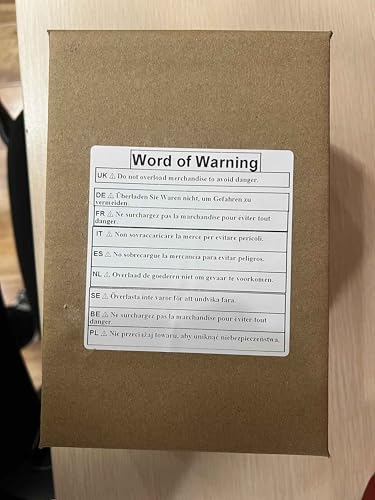 Word of Warning
UK ⚠ Do not overload merchandise to avoid danger.
DE ⚠ Überladen Sie Waren nicht, um Gefahren zu
vermeiden.
FR ⚠ Ne surchargez pas la marchandise pour éviter tout
danger.
IT ⚠ Non sovraccaricare la merce per evitare pericoli.
ES ⚠ No sobrecargue la mercancía para evitar peligros.
NL ⚠ Overlaad de goederen niet om gevaar te voorkomen.
SE ⚠ Överlasta inte varor för att undvika fara.
BE ⚠ Ne surchargez pas la marchandise pour éviter tout
danger.
PL ⚠ Nie przeciążaj towaru, aby uniknąć niebezpieczeństwa.